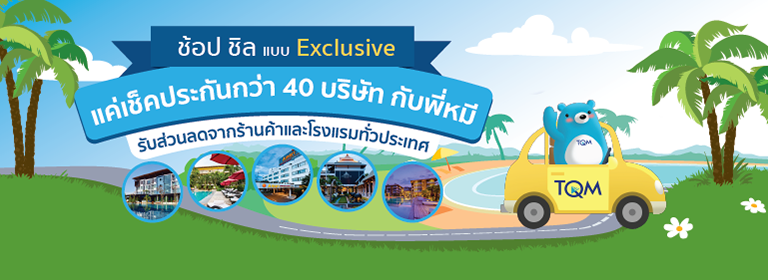 ช้อป ชิล แบบ Exclusive
แค่เช็คประกันกว่า 40 บริษัท กับพี่หมี
รับส่วนลดจากร้านค้าและโรงแรมทั่วประเทศ
TQM
TQM